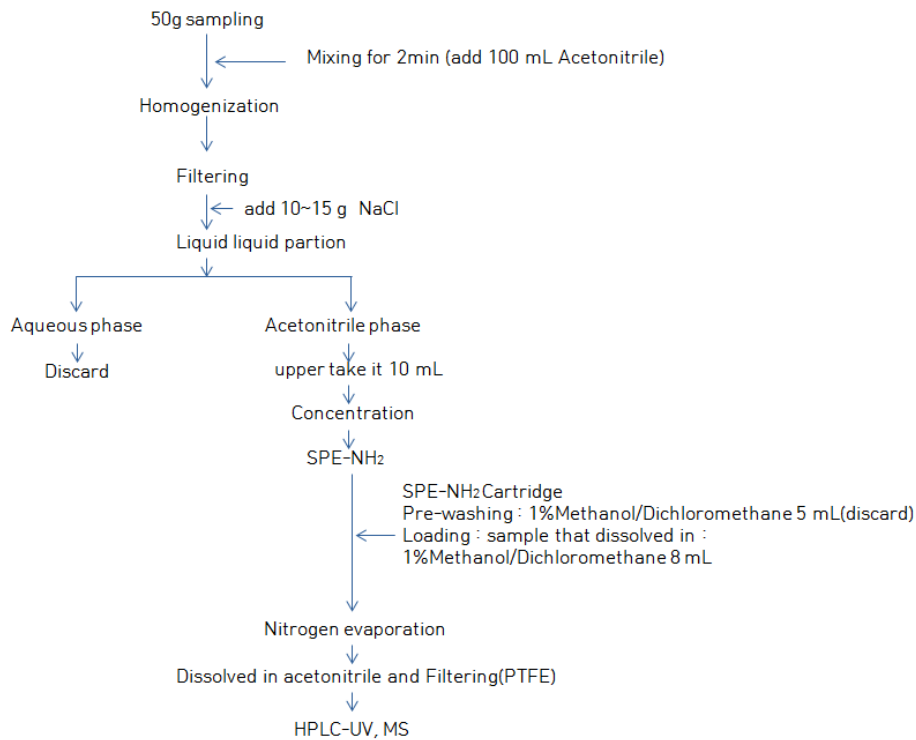 50g sampling
Mixing for 2min (add 100 mL Acetonitrile)
Homogenization
Filtering
add 10~15 g NaCl
Liquid liquid partion
Aqueous phase
Acetonitrile phase
Discard
upper take it 10 mL
Concentration
SPE-NH₂
SPE-NH₂ Cartridge
Pre-washing : 1%Methanol/Dichloromethane 5 mL(discard)
Loading : sample that dissolved in :
1%Methanol/Dichloromethane 8 mL
Nitrogen evaporation
Dissolved in acetonitrile and Filtering(PTFE)
HPLC-UV, MS